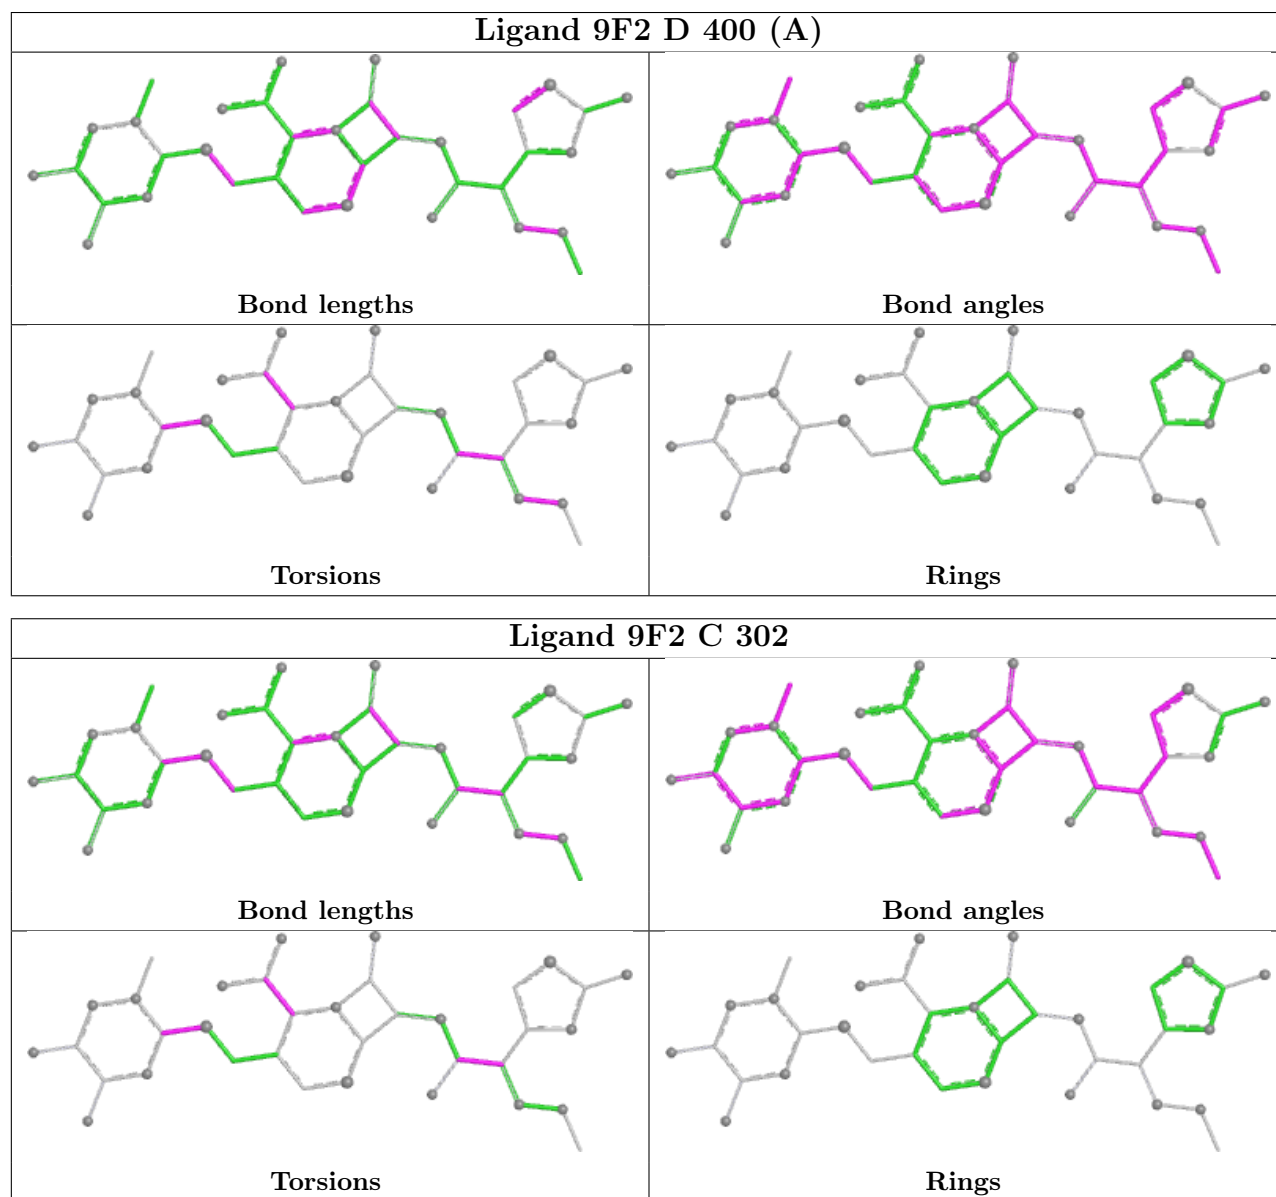 Ligand 9F2 D 400 (A)
Bond lengths
Bond angles
Torsions
Rings
Ligand 9F2 C 302
Bond lengths
Bond angles
Torsions
Rings